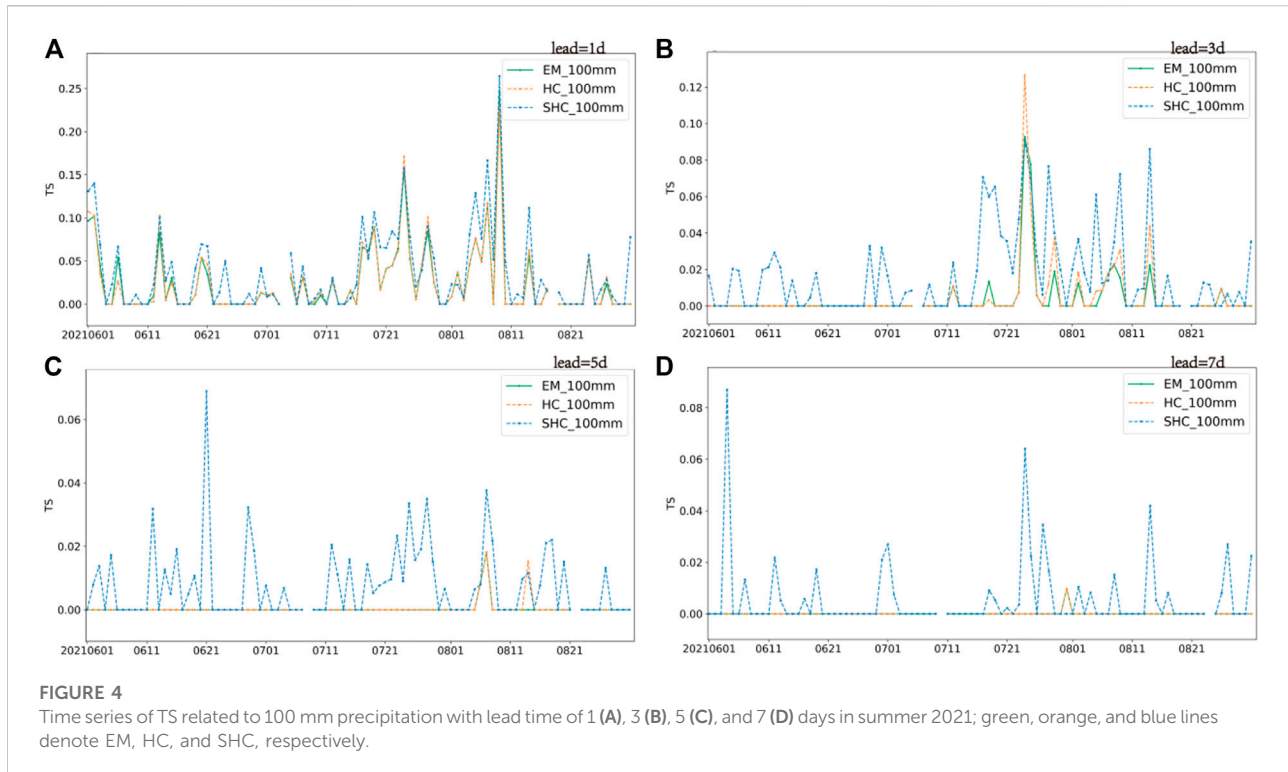 A
lead=1d
EM_100mm
HC_100mm
SHC_100mm
TS
0.25
0.20
0.15
0.10
0.05
0.00
20210601 0611 0621 0701 0711 0721 0801 0811 0821
B
lead=3d
EM_100mm
HC_100mm
SHC_100mm
TS
0.12
0.10
0.08
0.06
0.04
0.02
0.00
20210601 0611 0621 0701 0711 0721 0801 0811 0821
C
lead=5d
EM_100mm
HC_100mm
SHC_100mm
TS
0.06
0.04
0.02
0.00
20210601 0611 0621 0701 0711 0721 0801 0811 0821
D
lead=7d
EM_100mm
HC_100mm
SHC_100mm
TS
0.08
0.06
0.04
0.02
0.00
20210601 0611 0621 0701 0711 0721 0801 0811 0821
FIGURE 4
Time series of TS related to 100 mm precipitation with lead time of 1 (A), 3 (B), 5 (C), and 7 (D) days in summer 2021; green, orange, and blue lines
denote EM, HC, and SHC, respectively.